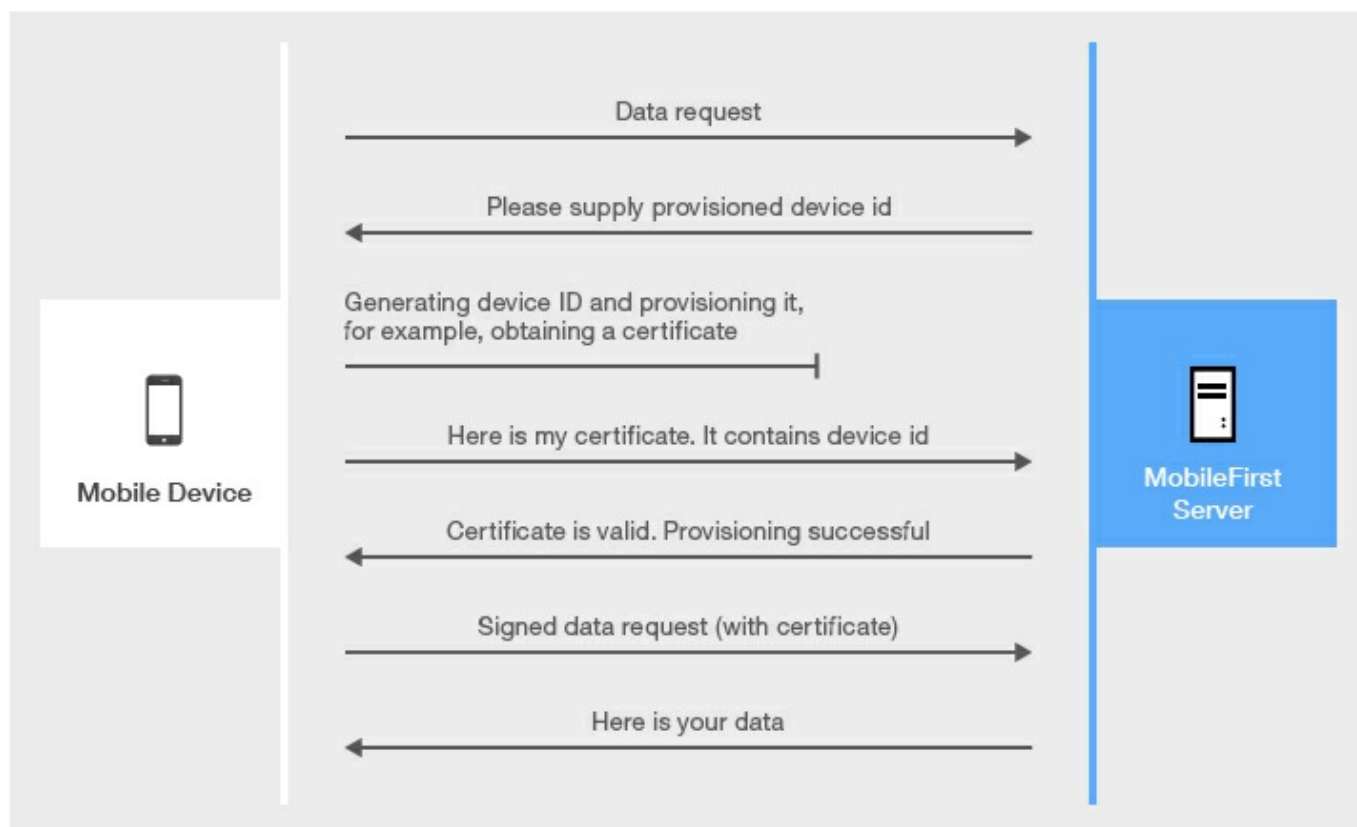 Data request
Please supply provisioned device id
Generating device ID and provisioning it,
for example, obtaining a certificate
Here is my certificate. It contains device id
Mobile Device
MobileFirst
Server
Certificate is valid. Provisioning successful
Signed data request (with certificate)
Here is your data